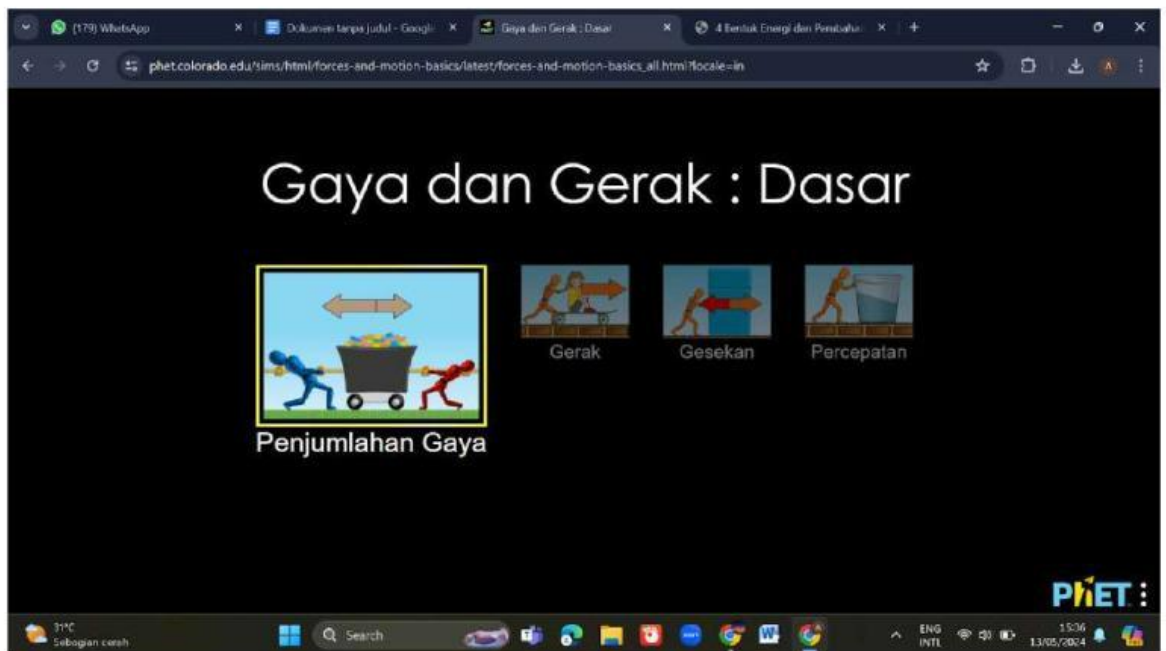 (179) WhatsApp
Dokumen tanpa judul - Googl
Gaya dan Gerak : Dasar
4 Bentuk Energi dan Perubaha
phet.colorado.edu/sims/html/forces-and-motion-basics/latest/forces-and-motion-basics_all.html?locale=in
A
Gaya dan Gerak : Dasar
Penjumlahan Gaya
Gerak
Gesekan
Percepatan
PhET
31°C
Sebagian cerah
Search
ENG
INTL
15:36
13/05/2024